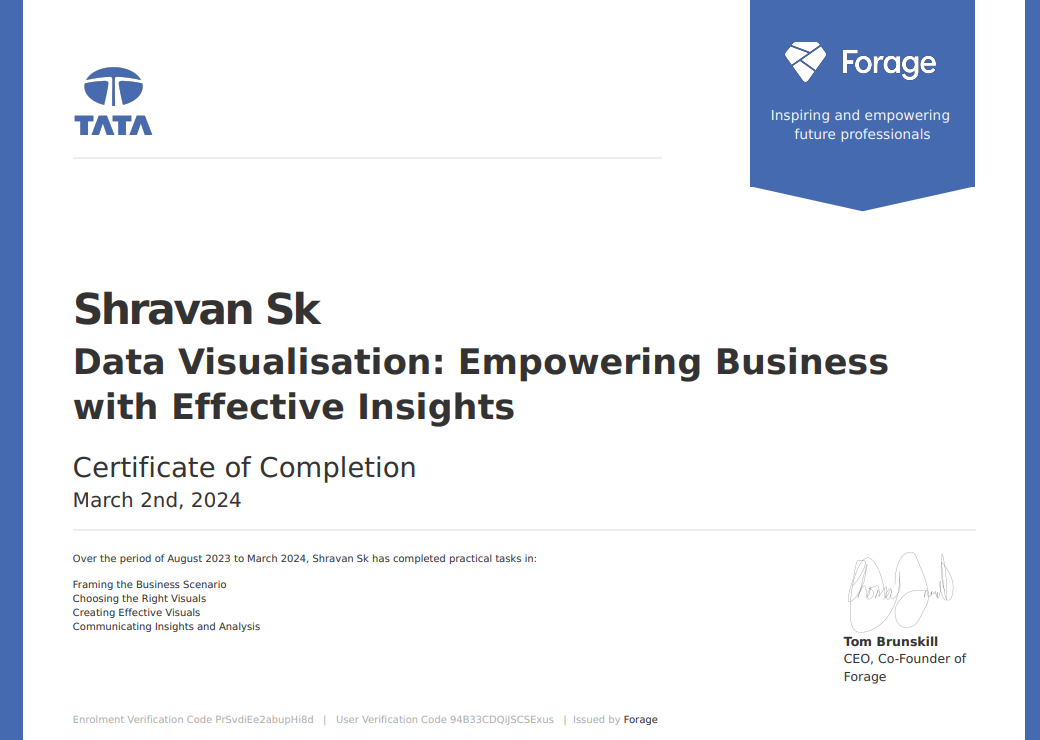 TATA
Forage
Inspiring and empowering
future professionals
Shravan Sk
Data Visualisation: Empowering Business
with Effective Insights
Certificate of Completion
March 2nd, 2024
Over the period of August 2023 to March 2024, Shravan Sk has completed practical tasks in:
Framing the Business Scenario
Choosing the Right Visuals
Creating Effective Visuals
Communicating Insights and Analysis
Tom Brunskill
CEO, Co-Founder of
Forage
Enrolment Verification Code PrSvdiEe2abupHi8d | User Verification Code 94B33CDQiJSCSExus | Issued by Forage